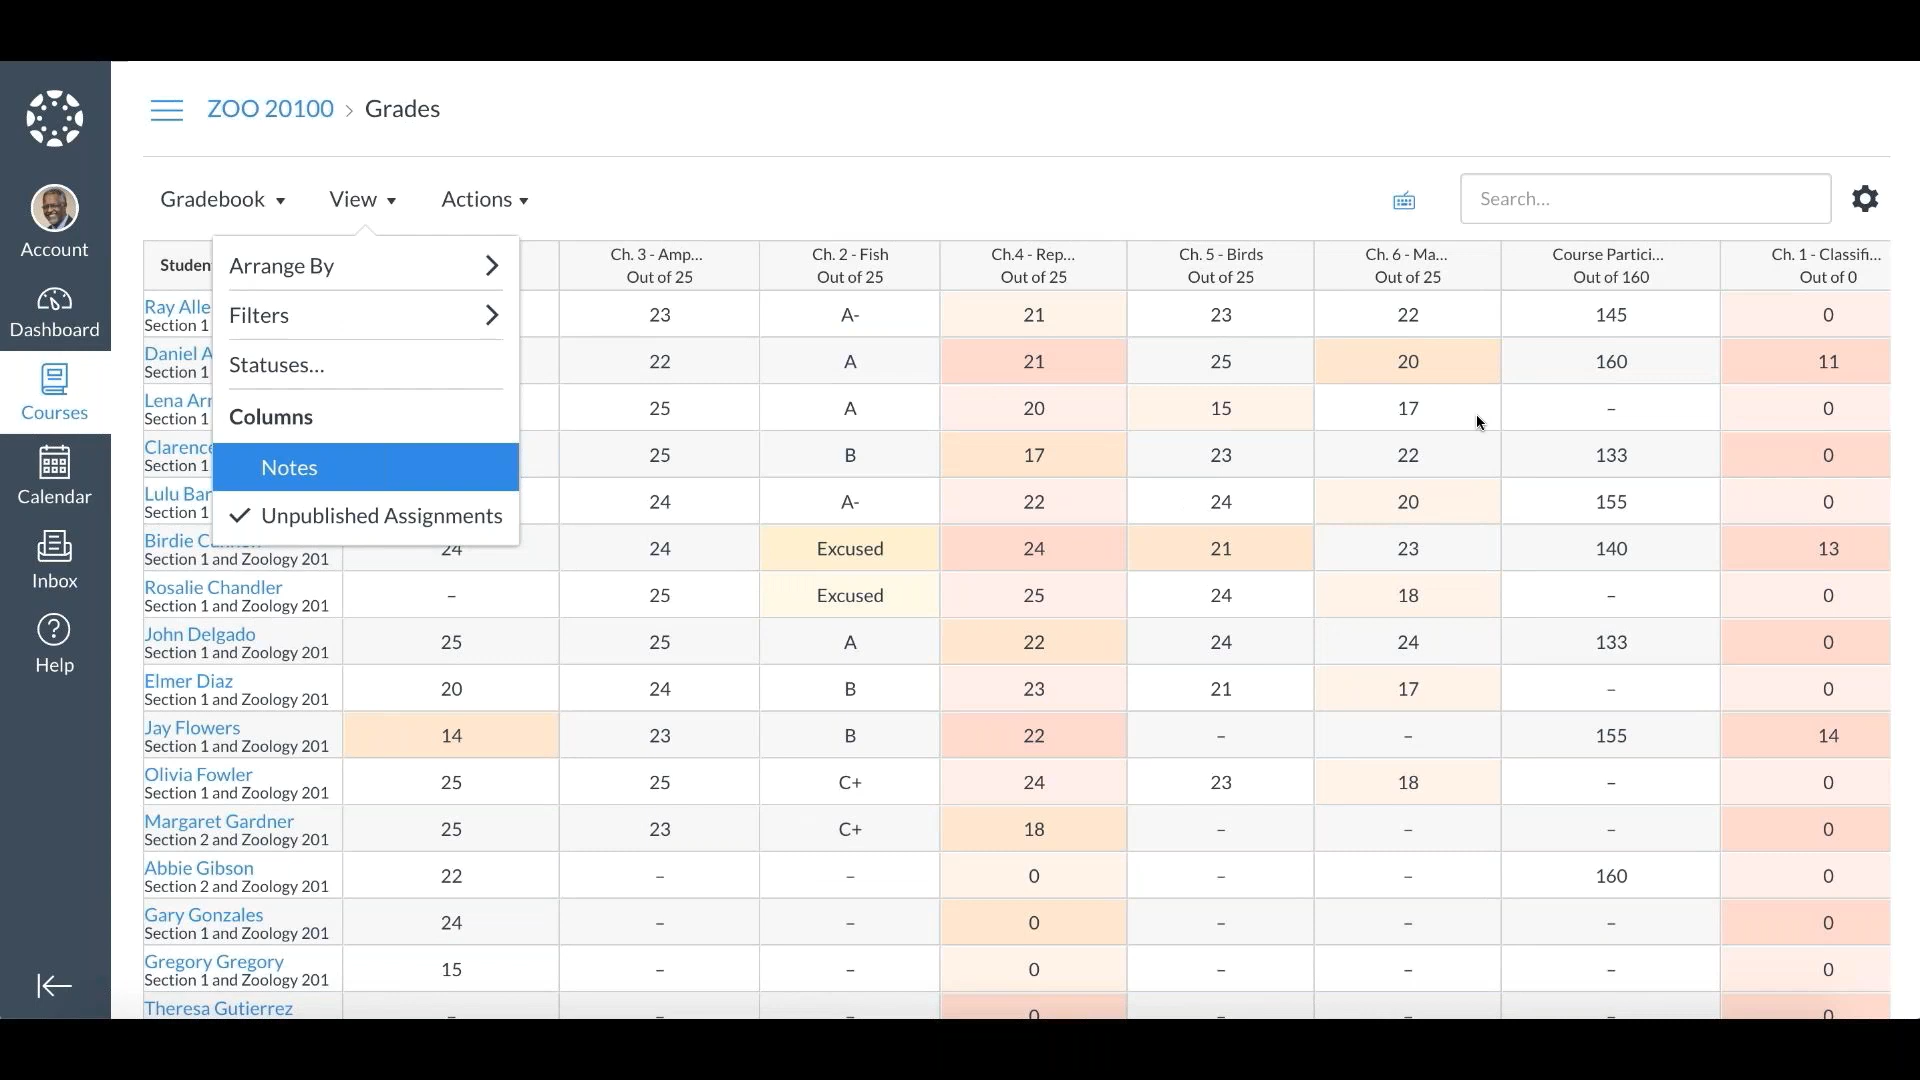 ZOO 20100 > Grades
Account
Dashboard
Courses
Calendar
Inbox
Help
Gradebook View Actions
Search...
Arrange By
Filters
Statuses...
Columns
Notes
Unpublished Assignments
Ch. 3 - Amp... Ch. 2 - Fish Ch.4 - Rep... Ch. 5 - Birds Ch. 6 - Ma... Course Partici... Ch. 1 - Classifi...
Out of 25 Out of 25 Out of 25 Out of 25 Out of 25 Out of 160 Out of 0
Ray 23 A- 21 23 22 145 0
Section 1
Daniel 22 A 21 25 20 160 11
Section 1
Lena 25 A 20 15 17 – 0
Section 1
Clarence 25 B 17 23 22 133 0
Section 1
Lulu 24 A- 22 24 20 155 0
Section 1
Birdie 24 24 Excused 24 21 23 140 13
Section 1 and Zoology 201
Rosalie Chandler – 25 Excused 25 24 18 – 0
Section 1 and Zoology 201
John Delgado 25 25 A 22 24 24 133 0
Section 1 and Zoology 201
Elmer Diaz 20 24 B 23 21 17 – 0
Section 1 and Zoology 201
Jay Flowers 14 23 B 22 – – 155 14
Section 1 and Zoology 201
Olivia Fowler 25 25 C+ 24 23 18 – 0
Section 1 and Zoology 201
Margaret Gardner 25 23 C+ 18 – – – 0
Section 2 and Zoology 201
Abbie Gibson 22 – – 0 – – 160 0
Section 2 and Zoology 201
Gary Gonzales 24 – – 0 – – – 0
Section 1 and Zoology 201
Gregory Gregory 15 – – 0 – – – 0
Section 1 and Zoology 201
Theresa Gutierrez – – – 0 – – – 0